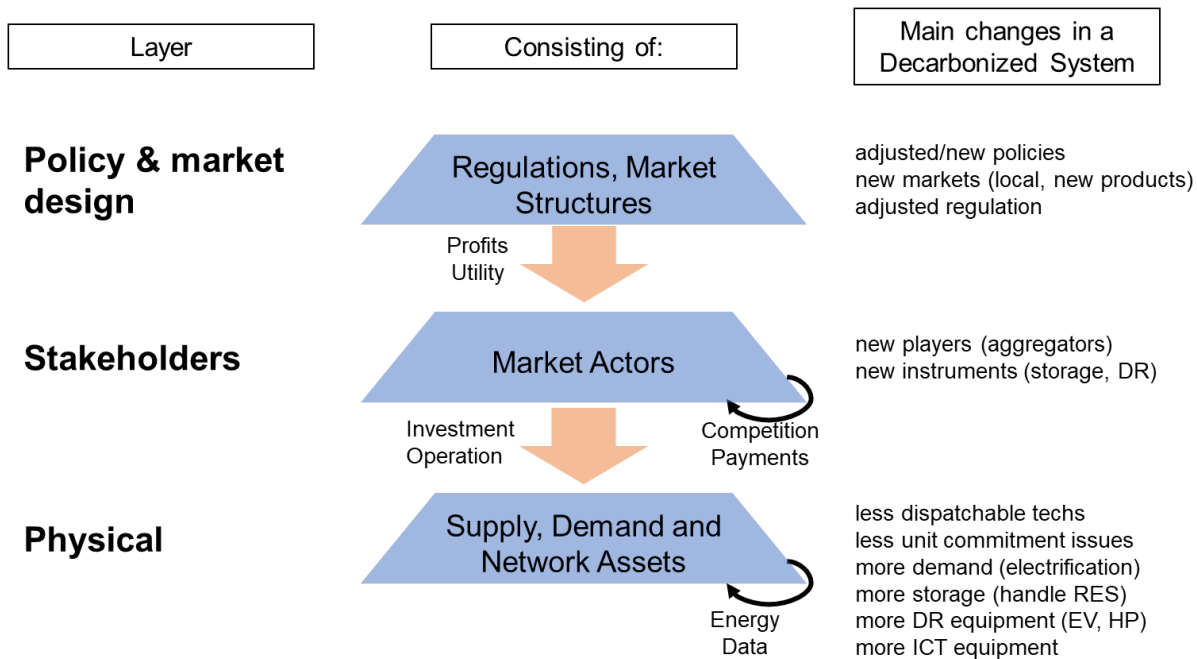 Layer
Consisting of:
Main changes in a
Decarbonized System
Policy & market
design
Regulations, Market
Structures
adjusted/new policies
new markets (local, new products)
adjusted regulation
Profits
Utility
Stakeholders
Market Actors
new players (aggregators)
new instruments (storage, DR)
Investment
Operation
Competition
Payments
Physical
Supply, Demand and
Network Assets
less dispatchable techs
less unit commitment issues
more demand (electrification)
more storage (handle RES)
more DR equipment (EV, HP)
more ICT equipment
Energy
Data